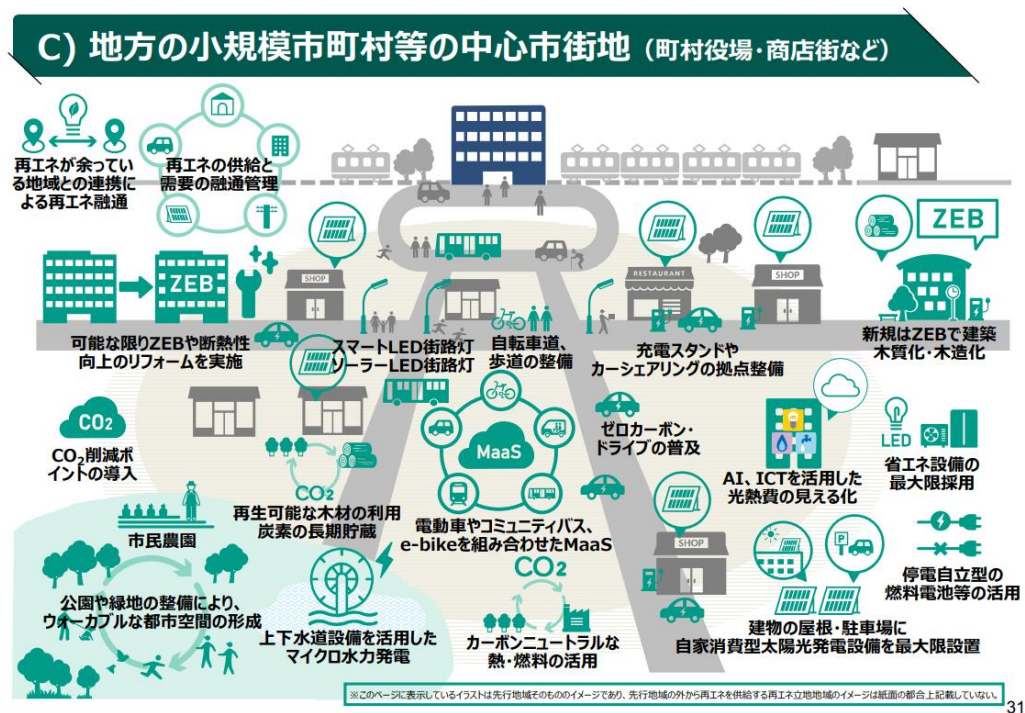 C) 地方の小規模市町村等の中心市街地（町村役場・商店街など）
再エネが余ってい
る地域との連携に
よる再エネ融通
再エネの供給と
需要の融通管理
ZEB
ZEB
SHOP
RESTAURANT
SHOP
可能な限りZEBや断熱性
向上のリフォームを実施
スマートLED街路灯
ソーラーLED街路灯
自転車道、
歩道の整備
充電スタンドや
カーシェアリングの拠点整備
新規はZEBで建築
木質化・木造化
CO2
CO2削減ポ
イントの導入
CO2
再生可能な木材の利用
炭素の長期貯蔵
MaaS
電動車やコミュニティバス、
e-bikeを組み合わせたMaaS
ゼロカーボン・
ドライブの普及
AI、ICTを活用した
光熱費の見える化
LED
省エネ設備の
最大限採用
市民農園
公園や緑地の整備により、
ウォーカブルな都市空間の形成
上下水道設備を活用した
マイクロ水力発電
CO2
カーボンニュートラルな
熱・燃料の活用
SHOP
P
建物の屋根・駐車場に
自家消費型太陽光発電設備を最大限設置
停電自立型の
燃料電池等の活用
※このページに表示しているイラストは先行地域そのもののイメージであり、先行地域の外から再エネを供給する再エネ立地地域のイメージは紙面の都合上記載していない。
31